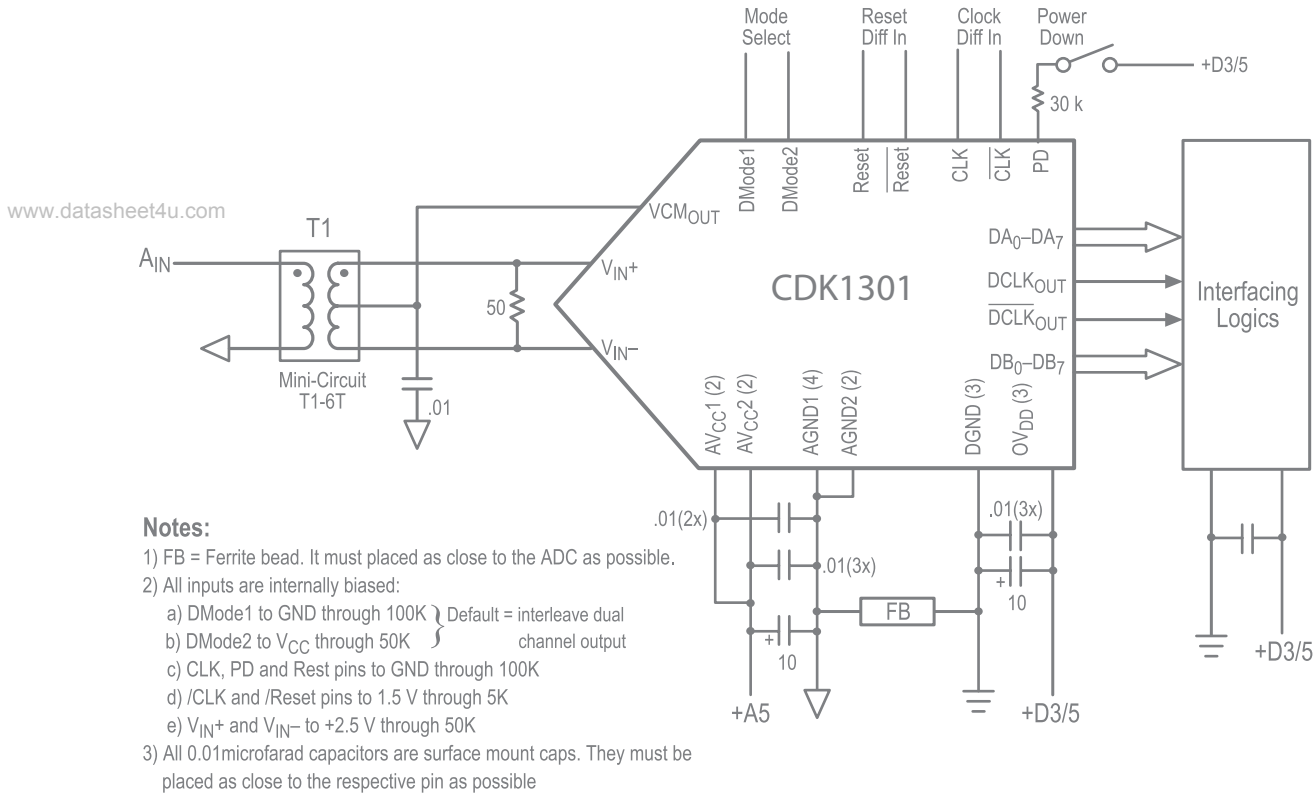 Mode
Select
Reset
Diff In
Clock
Diff In
Power
Down
+D3/5
30 k
DMode1
DMode2
Reset
Reset
CLK
CLK
PD
www.datasheet4u.com
T1
VCMOUT
AIN
VIN+
50
CDK1301
DA0–DA7
DCLKOUT
DCLKOUT
DB0–DB7
Interfacing
Logics
VIN–
Mini-Circuit
T1-6T
.01
AVCC1 (2)
AVCC2 (2)
AGND1 (4)
AGND2 (2)
DGND (3)
OVDD (3)
.01(2x)
.01(3x)
.01(3x)
+
10
FB
+
10
+A5
+D3/5
+D3/5
Notes:
1) FB = Ferrite bead. It must placed as close to the ADC as possible.
2) All inputs are internally biased:
a) DMode1 to GND through 100K } Default = interleave dual
b) DMode2 to VCC through 50K channel output
c) CLK, PD and Rest pins to GND through 100K
d) /CLK and /Reset pins to 1.5 V through 5K
e) VIN+ and VIN– to +2.5 V through 50K
3) All 0.01microfarad capacitors are surface mount caps. They must be
placed as close to the respective pin as possible